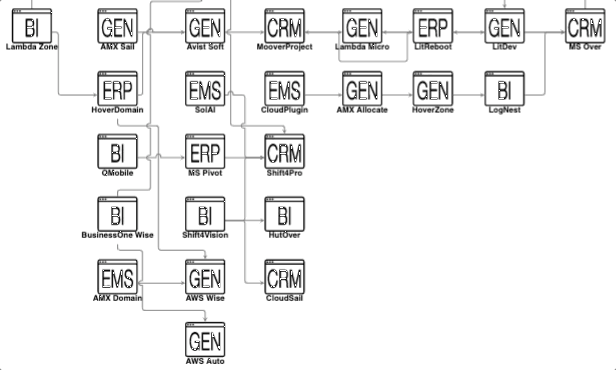 BI GEN GEN CRM GEN ERP GEN CRM
Lambda Zone AMX Sail Avist Soft MooverProject Lambda Micro LitReboot LitDev MS Over
ERP EMS EMS GEN GEN BI
HoverDomain SolAI CloudPlugin AMX Allocate HoverZone LogNest
BI ERP CRM
QMobile MS Pivot Shift4Pro
BI BI BI
BusinessOne Wise Shift4Vision HutOver
EMS GEN CRM
AMX Domain AWS Wise CloudSail
GEN
AWS Auto